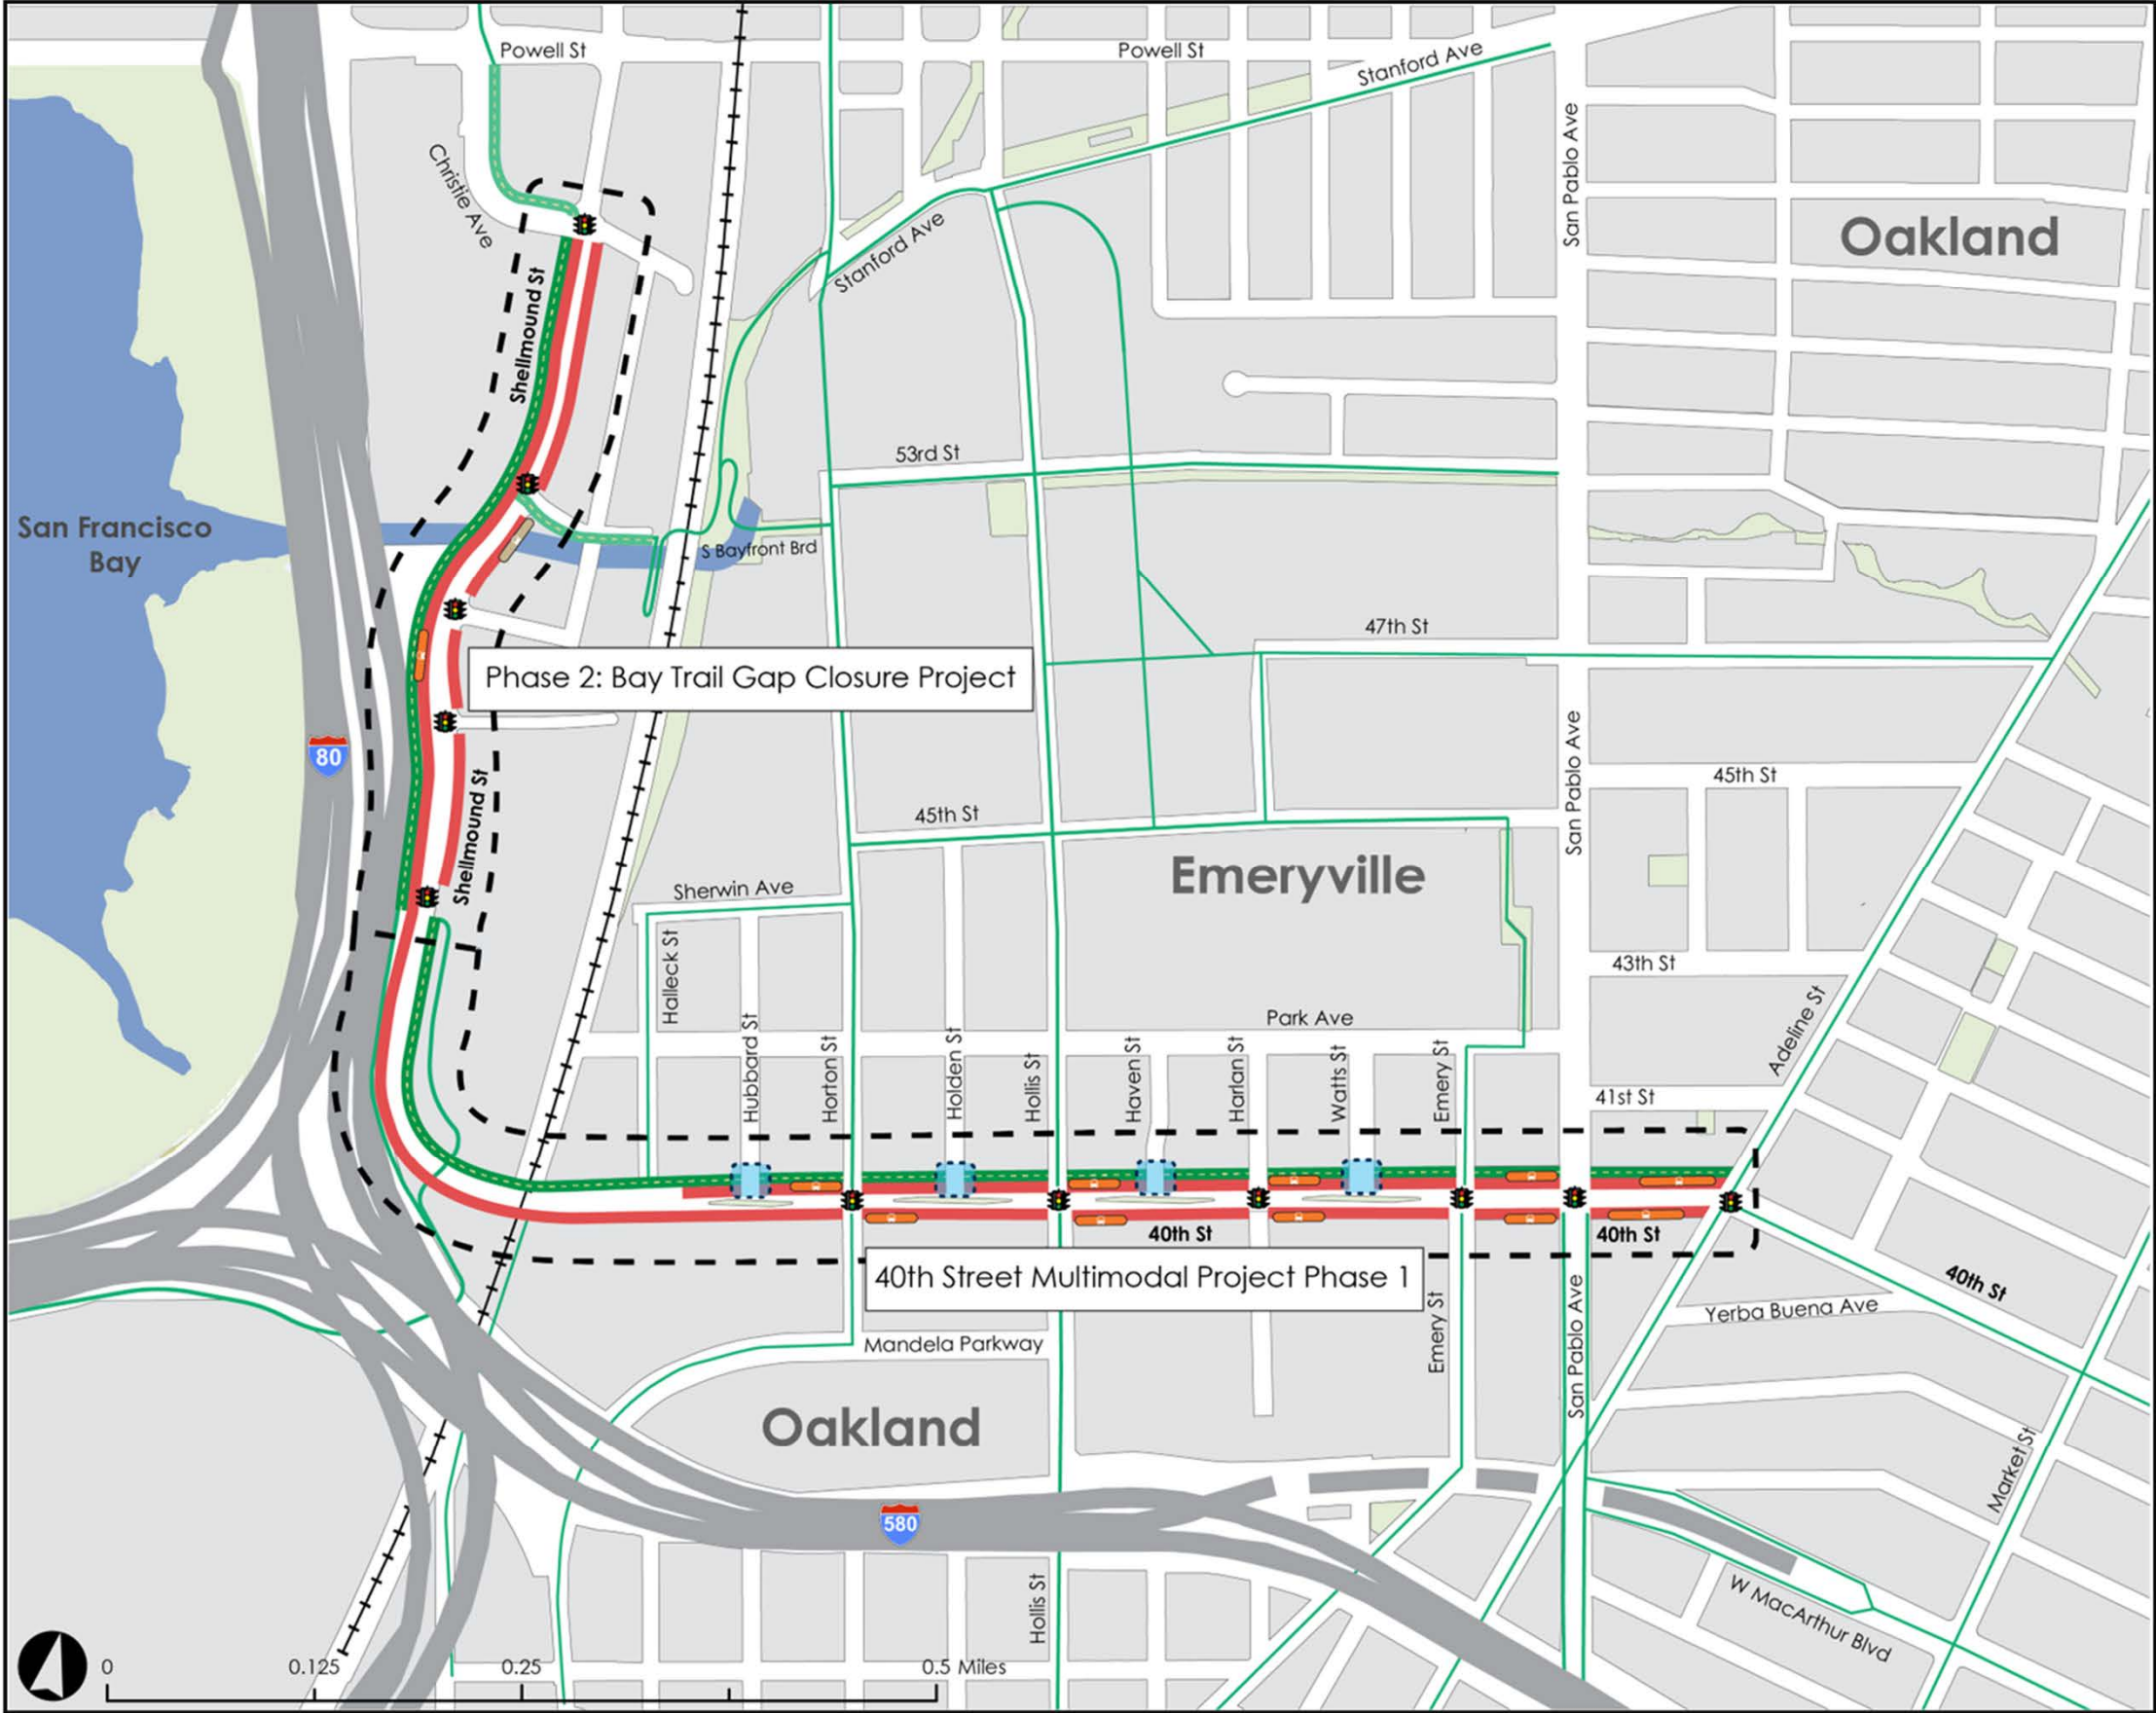 Powell St
Powell St
Stanford Ave
Christie Ave
San Pablo Ave
Oakland
Stanford Ave
Shellmound St
53rd St
San Francisco
Bay
S Bayfront Brd
47th St
Phase 2: Bay Trail Gap Closure Project
80
San Pablo Ave
45th St
Shellmound St
45th St
Emeryville
Sherwin Ave
Halleck St
43th St
Park Ave
Adeline St
Hubbard St
Horton St
Holden St
Hollis St
Haven St
Harlan St
Watts St
Emery St
41st St
40th St
40th St
40th Street Multimodal Project Phase 1
40th St
Yerba Buena Ave
Emery St
San Pablo Ave
Mandela Parkway
Oakland
Market St
580
Hollis St
W MacArthur Blvd
0
0.125
0.25
0.5 Miles